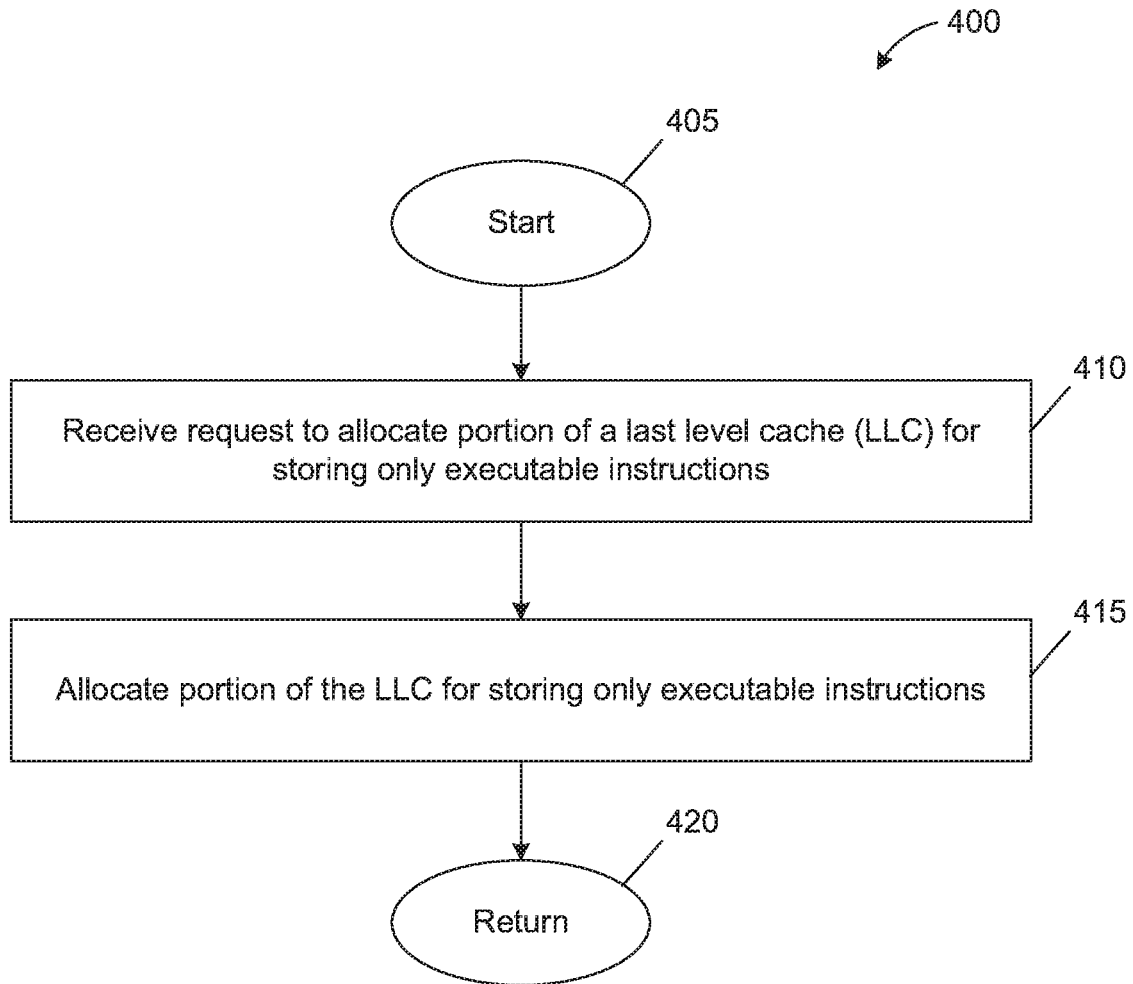 400
405
Start
410
Receive request to allocate portion of a last level cache (LLC) for
storing only executable instructions
415
Allocate portion of the LLC for storing only executable instructions
420
Return